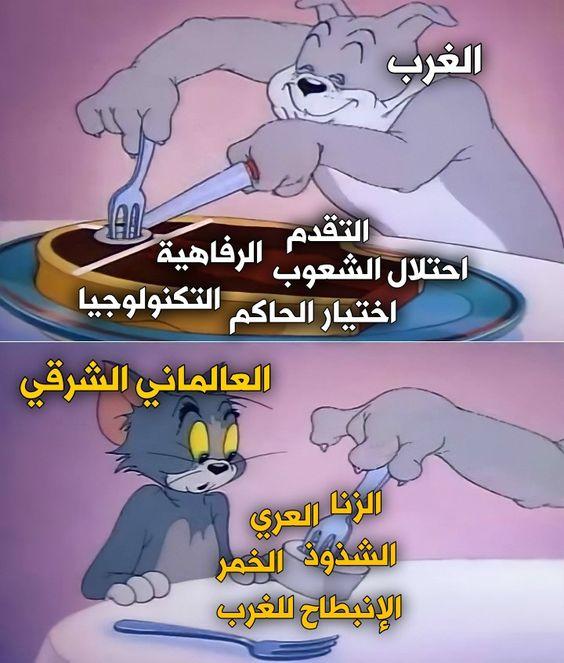 الغرب
التقدم
الرفاهية
احتلال الشعوب
التكنولوجيا
اختيار الحاكم
العالماني الشرقي
الزنا العري
الشذوذ الخمر
الإنبطاح للغرب